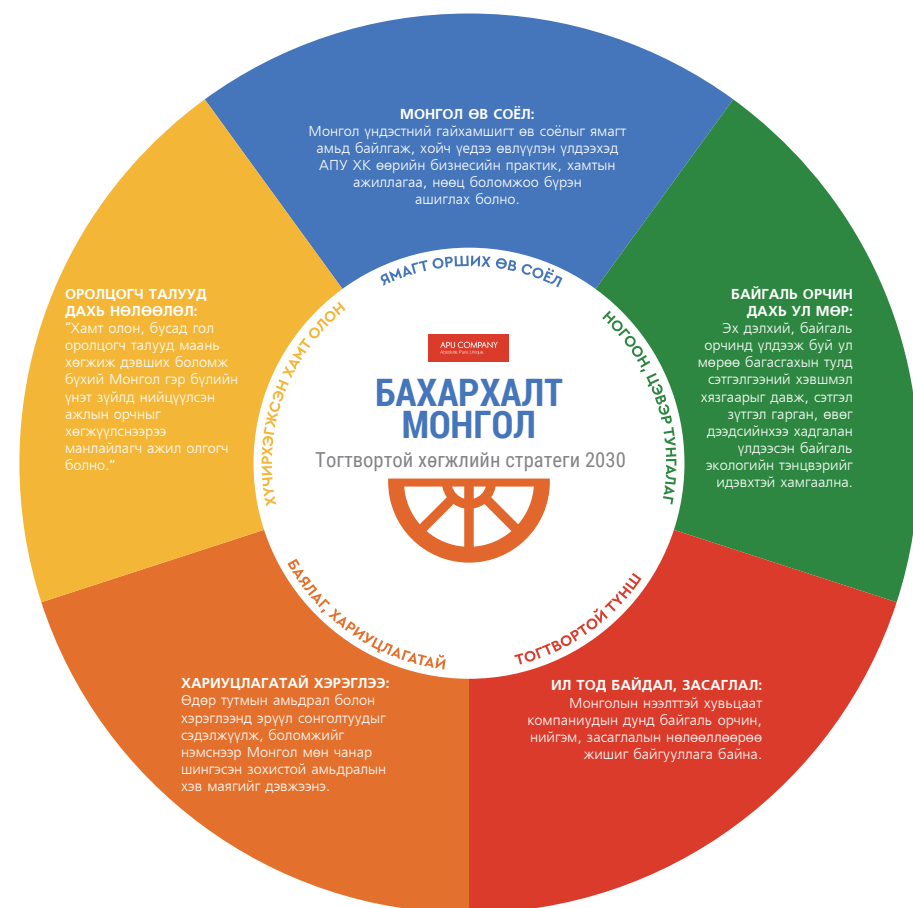 МОНГОЛ ӨВ СОЁЛ:
Монгол үндэстний гайхамшигт өв соёлыг ямагт
амьд байлгаж, хойч үедээ өвлүүлэн үлдээхэд
АПУ ХК өөрийн бизнесийн практик, хамтын
ажиллагаа, нөөц боломжоо бүрэн
ашиглах болно.
ЯМАГТ ОРШИХ ӨВ СОЁЛ
БАЙГАЛЬ ОРЧИН
ДАХЬ УЛ МӨР:
Эх дэлхий, байгаль
орчинд үлдээж буй ул
мөрөө багасгахын тулд
сэтгэлгээний хэвшмэл
хязгаарыг давж, сэтгэл
зүтгэл гарган, өвөг
дээдсийнхээ хадгалан
үлдээсэн байгаль
экологийн тэнцвэрийг
идэвхтэй хамгаална.
НОГООН, ЦЭВЭР ТУНГАЛАГ
ИЛ ТОД БАЙДАЛ, ЗАСАГЛАЛ:
Монголын нээлттэй хувьцаат
компаниудын дунд байгаль орчин,
нийгэм, засаглалын нөлөөллөөрөө
жишиг байгууллага байна.
ТОГТВОРТОЙ ТҮНШ
ХАРИУЦЛАГАТАЙ ХЭРЭГЛЭЭ:
Өдөр тутмын амьдрал болон
хэрэглээнд эрүүл сонголтуудыг
сэдэлжүүлж, боломжийг
нэмснээр Монгол мөн чанар
шингэсэн зохистой амьдралын
хэв маягийг дэвжээнэ.
БАЯЛАГ, ХАРИУЦЛАГАТАЙ
ОРОЛЦОГЧ ТАЛУУД
ДАХЬ НӨЛӨӨЛӨЛ:
"Хамт олон, бусад гол
оролцогч талууд маань
хөгжиж дэвших боломж
бүхий Монгол гэр бүлийн
үнэт зүйлд нийцүүлсэн
ажлын орчныг
хөгжүүлснээрээ
манлайлагч ажил олгогч
болно."
ХҮЧИРХЭГЖСЭН ХАМТ ОЛОН
APU COMPANY
Absolute. Pure. Unique.
БАХАРХАЛТ
МОНГОЛ
Тогтвортой хөгжлийн стратеги 2030